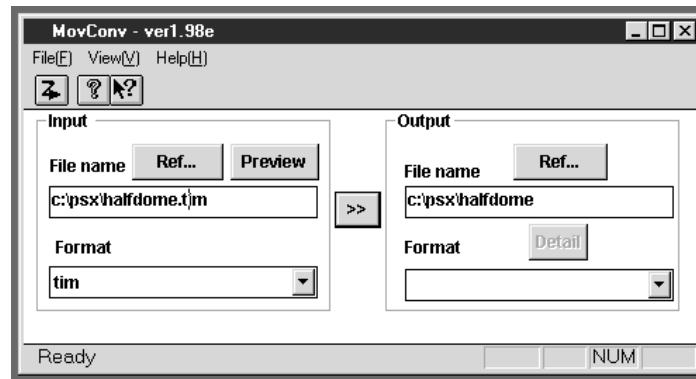 MovConv - ver1.98e
File(F) View(V) Help(H)
Input
File name Ref... Preview
c:\psx\halfdome.tim
Format
tim
>>
Output
File name Ref...
c:\psx\halfdome
Format Detail
Ready NUM